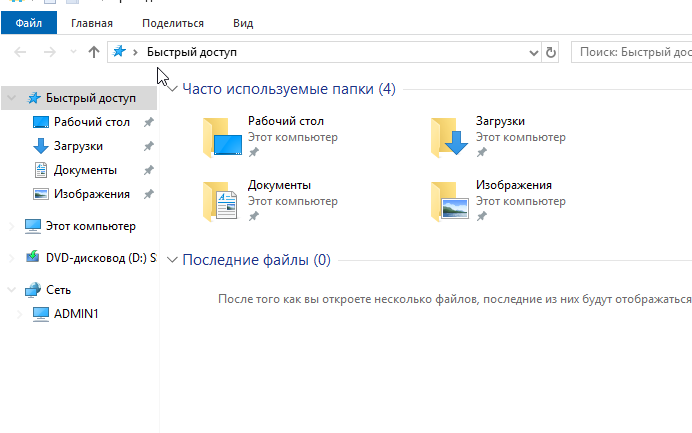 Файл Главная Поделиться Вид
Быстрый доступ
Поиск: Быстрый дос
Быстрый доступ
Рабочий стол
Загрузки
Документы
Изображения
Этот компьютер
DVD-дисковод (D:) S
Сеть
ADMIN1
Часто используемые папки (4)
Рабочий стол
Этот компьютер
Загрузки
Этот компьютер
Документы
Этот компьютер
Изображения
Этот компьютер
Последние файлы (0)
После того как вы откроете несколько файлов, последние из них будут отображаться